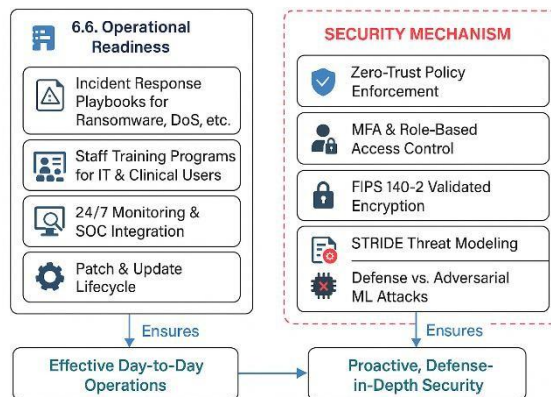 6.6. Operational
Readiness
Incident Response
Playbooks for
Ransomware, DoS, etc.
Staff Training Programs
for IT & Clinical Users
24/7 Monitoring &
SOC Integration
Patch & Update
Lifecycle
Ensures
Effective Day-to-Day
Operations
SECURITY MECHANISM
Zero-Trust Policy
Enforcement
MFA & Role-Based
Access Control
FIPS 140-2 Validated
Encryption
STRIDE Threat Modeling
Defense vs. Adversarial
ML Attacks
Ensures
Proactive, Defense-
in-Depth Security